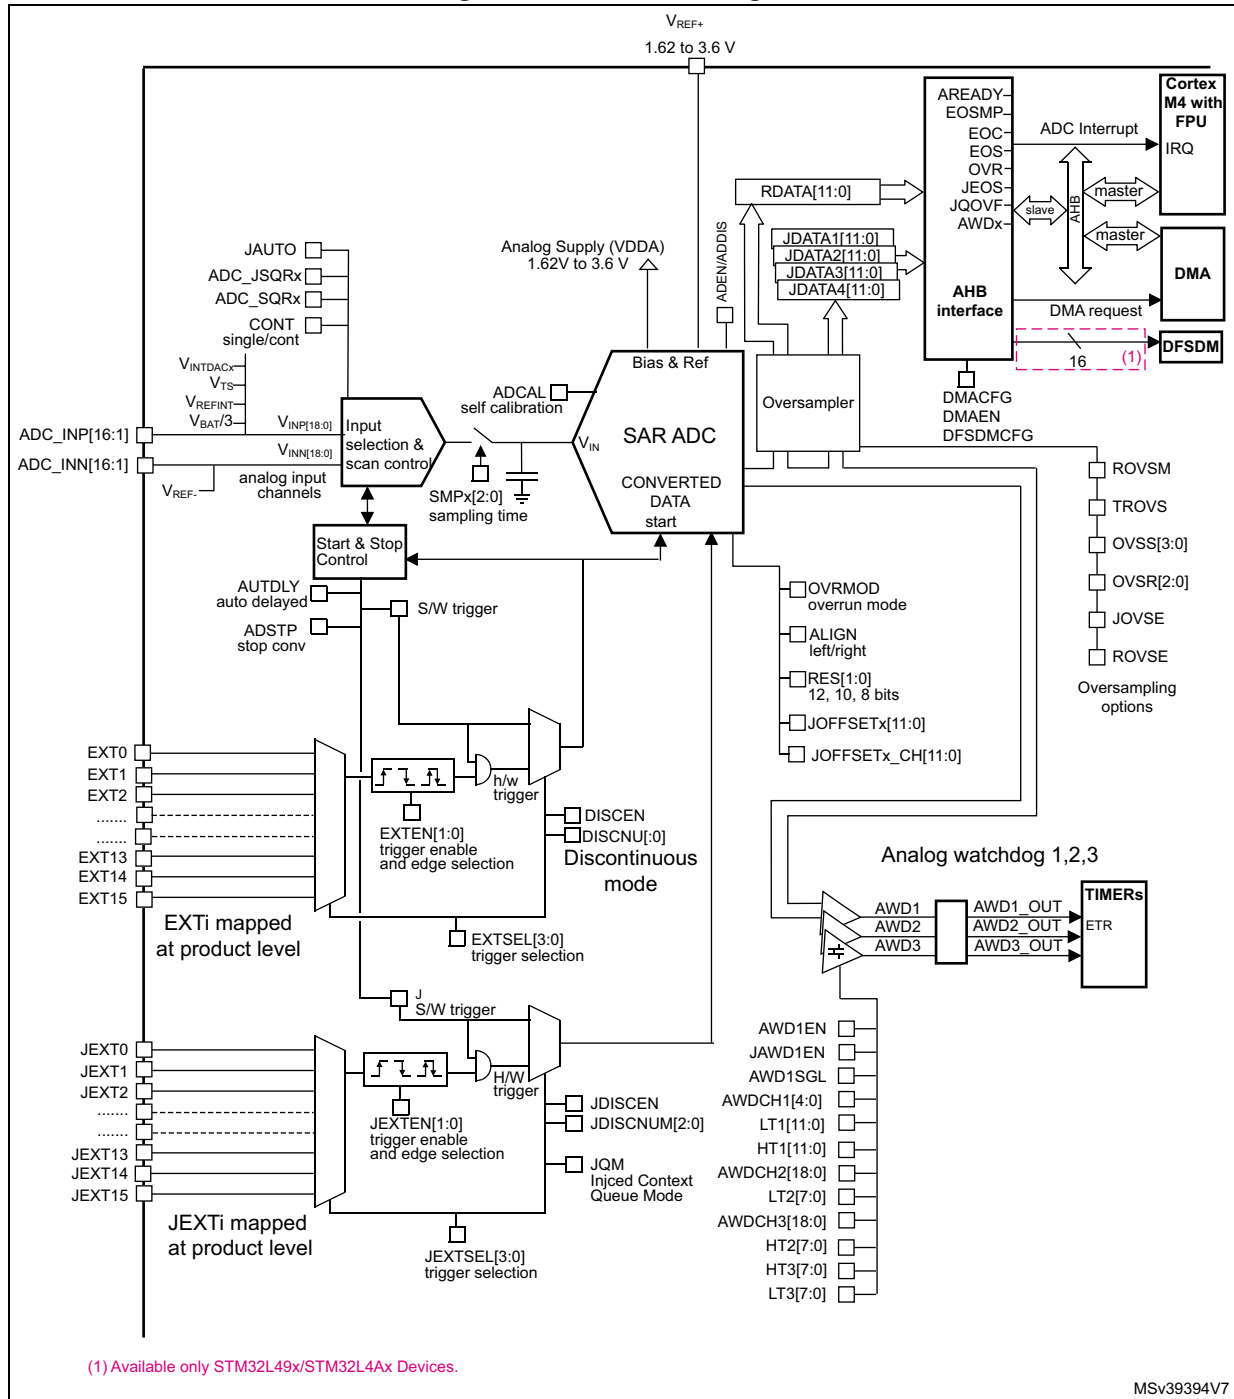 VREF+
1.62 to 3.6 V
AREADY
EOSMP
EOC
EOS
OVR
JEOS
JQOVF
AWDx
AHB
interface
ADC Interrupt
Cortex
M4 with
FPU
IRQ
slave
AHB
master
master
DMA
DMA request
16
(1)
DFSDM
DMACFG
DMAEN
DFSDMCFG
RDATA[11:0]
JDATA1[11:0]
JDATA2[11:0]
JDATA3[11:0]
JDATA4[11:0]
ADEN/ADDIS
Analog Supply (VDDA)
1.62V to 3.6 V
JAUTO
ADC_JSQRx
ADC_SQRx
CONT
single/cont
VINTDACx
VTS
VREFINT
VBAT/3
ADC_INP[16:1]
ADC_INN[16:1]
VREF-
VINP[18:0]
VINN[18:0]
analog input
channels
Input
selection &
scan control
ADCAL
self calibration
SMPx[2:0]
sampling time
Bias & Ref
VIN
SAR ADC
CONVERTED
DATA
start
Oversampler
ROVSM
TROVS
OVSS[3:0]
OVSR[2:0]
JOVSE
ROVSE
Oversampling
options
Start & Stop
Control
AUTDLY
auto delayed
ADSTP
stop conv
S/W trigger
OVRMOD
overrun mode
ALIGN
left/right
RES[1:0]
12, 10, 8 bits
JOFFSETx[11:0]
JOFFSETx_CH[11:0]
EXT0
EXT1
EXT2
.......
.......
EXT13
EXT14
EXT15
EXTi mapped
at product level
h/w
trigger
EXTEN[1:0]
trigger enable
and edge selection
DISCEN
DISCNU[:0]
Discontinuous
mode
EXTSEL[3:0]
trigger selection
Analog watchdog 1,2,3
AWD1
AWD2
AWD3
AWD1_OUT
AWD2_OUT
AWD3_OUT
TIMERs
ETR
J
S/W trigger
JEXT0
JEXT1
JEXT2
.......
.......
JEXT13
JEXT14
JEXT15
JEXTi mapped
at product level
H/W
trigger
JEXTEN[1:0]
trigger enable
and edge selection
JDISCEN
JDISCNUM[2:0]
JQM
Injced Context
Queue Mode
JEXTSEL[3:0]
trigger selection
AWD1EN
JAWD1EN
AWD1SGL
AWDCH1[4:0]
LT1[11:0]
HT1[11:0]
AWDCH2[18:0]
LT2[7:0]
AWDCH3[18:0]
HT2[7:0]
HT3[7:0]
LT3[7:0]
(1) Available only STM32L49x/STM32L4Ax Devices.
MSv39394V7